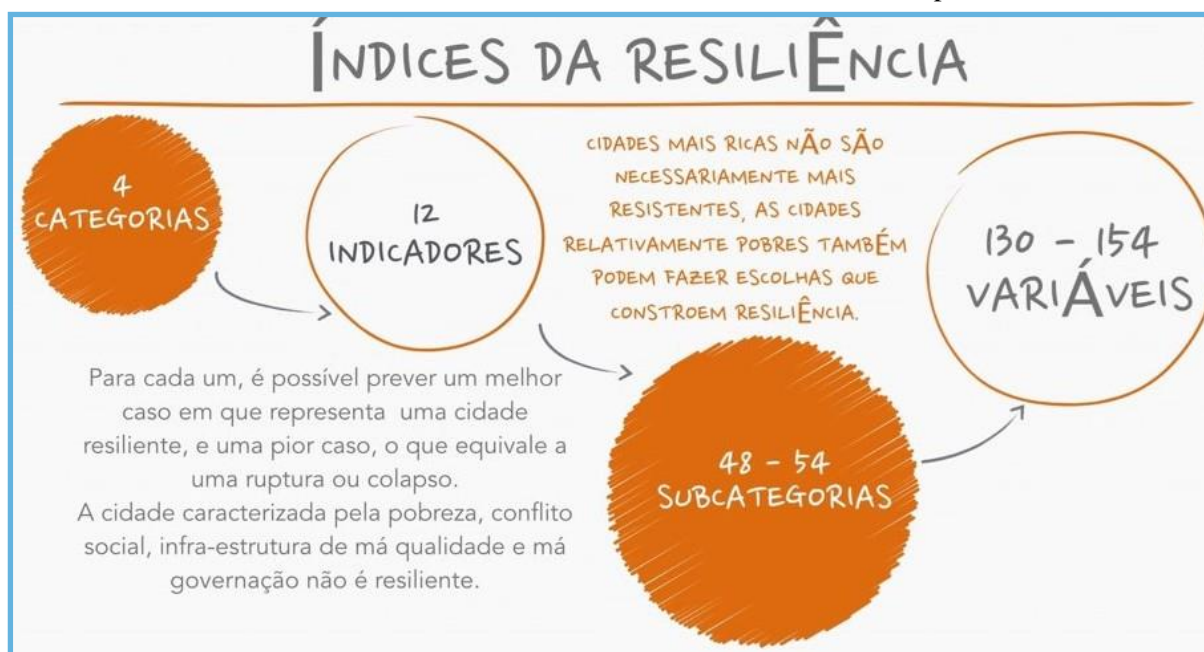 ÍNDICES DA RESILIÊNCIA
4
CATEGORIAS
12
INDICADORES
CIDADES MAIS RICAS NÃO SÃO
NECESSARIAMENTE MAIS
RESISTENTES, AS CIDADES
RELATIVAMENTE POBRES TAMBÉM
PODEM FAZER ESCOLHAS QUE
CONSTROEM RESILIÊNCIA.
130 - 154
VARIÁVEIS
Para cada um, é possível prever um melhor
caso em que representa uma cidade
resiliente, e uma pior caso, o que equivale a
uma ruptura ou colapso.
A cidade caracterizada pela pobreza, conflito
social, infra-estrutura de má qualidade e má
governação não é resiliente.
48 - 54
SUBCATEGORIAS